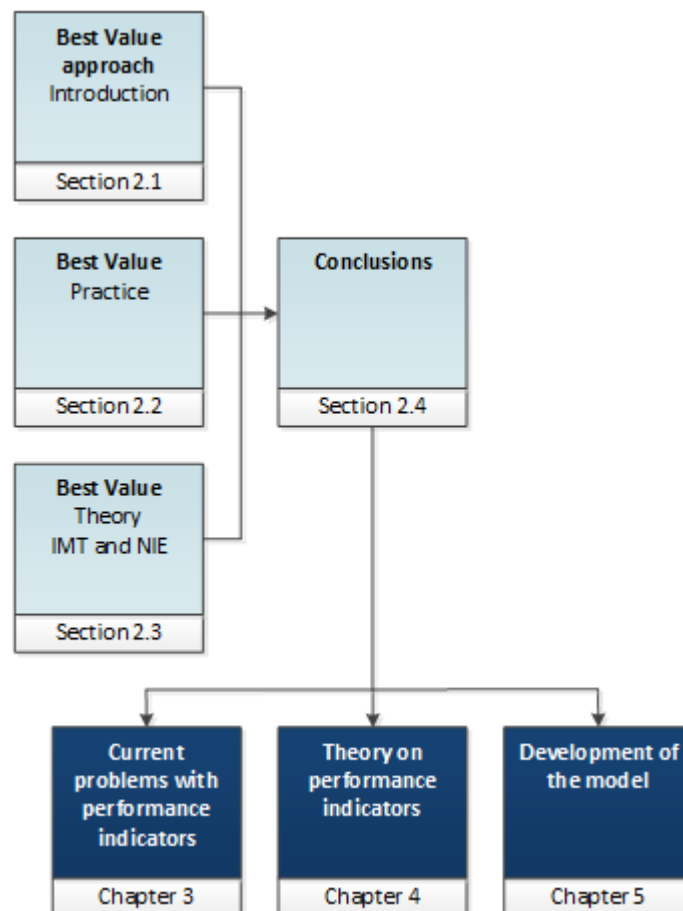 Best Value
approach
Introduction
Section 2.1
Best Value
Practice
Section 2.2
Conclusions
Section 2.4
Best Value
Theory
IMT and NIE
Section 2.3
Current
problems with
performance
indicators
Chapter 3
Theory on
performance
indicators
Chapter 4
Development of
the model
Chapter 5